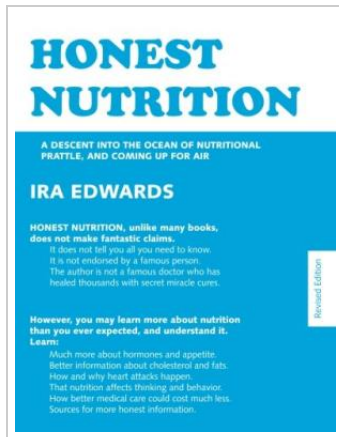 HONEST
NUTRITION
A DESCENT INTO THE OCEAN OF NUTRITIONAL
PRATTLE, AND COMING UP FOR AIR
IRA EDWARDS
HONEST NUTRITION, unlike many books,
does not make fantastic claims.
It does not tell you all you need to know.
It is not endorsed by a famous person.
The author is not a famous doctor who has
healed thousands with secret miracle cures.
Revised Edition
However, you may learn more about nutrition
than you ever expected, and understand it.
Learn:
Much more about hormones and appetite.
Better information about cholesterol and fats.
How and why heart attacks happen.
That nutrition affects thinking and behavior.
How better medical care could cost much less.
Sources for more honest information.